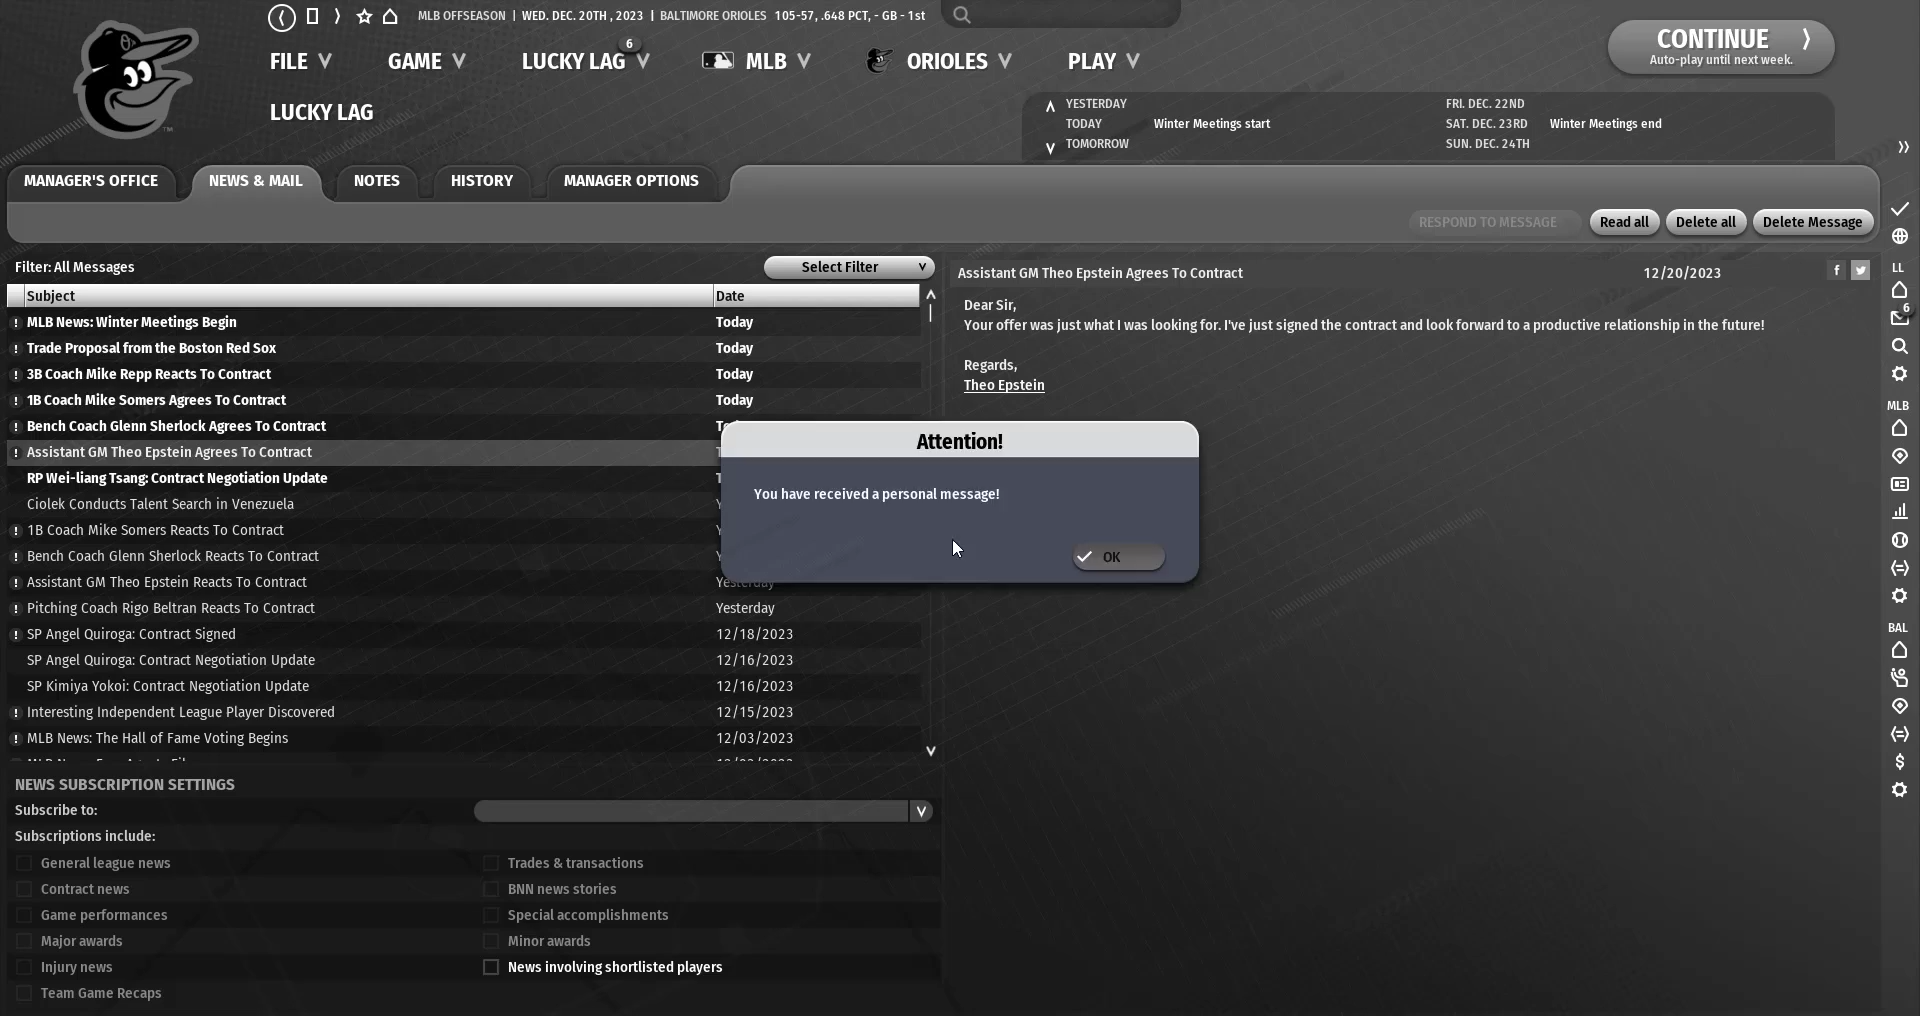 MLB OFFSEASON | WED. DEC. 20TH , 2023 | BALTIMORE ORIOLES 105-57, .648 PCT, - GB - 1st
FILE GAME LUCKY LAG 6 MLB ORIOLES PLAY
CONTINUE
Auto-play until next week.
LUCKY LAG
YESTERDAY
TODAY Winter Meetings start
TOMORROW
FRI. DEC. 22ND
SAT. DEC. 23RD Winter Meetings end
SUN. DEC. 24TH
MANAGER'S OFFICE NEWS & MAIL NOTES HISTORY MANAGER OPTIONS
RESPOND TO MESSAGE Read all Delete all Delete Message
Filter: All Messages Select Filter
Subject Date
MLB News: Winter Meetings Begin Today
Trade Proposal from the Boston Red Sox Today
3B Coach Mike Repp Reacts To Contract Today
1B Coach Mike Somers Agrees To Contract Today
Bench Coach Glenn Sherlock Agrees To Contract
Assistant GM Theo Epstein Agrees To Contract
RP Wei-liang Tsang: Contract Negotiation Update
Ciolek Conducts Talent Search in Venezuela
1B Coach Mike Somers Reacts To Contract
Bench Coach Glenn Sherlock Reacts To Contract
Assistant GM Theo Epstein Reacts To Contract Yesterday
Pitching Coach Rigo Beltran Reacts To Contract Yesterday
SP Angel Quiroga: Contract Signed 12/18/2023
SP Angel Quiroga: Contract Negotiation Update 12/16/2023
SP Kimiya Yokoi: Contract Negotiation Update 12/16/2023
Interesting Independent League Player Discovered 12/15/2023
MLB News: The Hall of Fame Voting Begins 12/03/2023
NEWS SUBSCRIPTION SETTINGS
Subscribe to:
Subscriptions include:
General league news Trades & transactions
Contract news BNN news stories
Game performances Special accomplishments
Major awards Minor awards
Injury news News involving shortlisted players
Team Game Recaps
Assistant GM Theo Epstein Agrees To Contract 12/20/2023
Dear Sir,
Your offer was just what I was looking for. I've just signed the contract and look forward to a productive relationship in the future!
Regards,
Theo Epstein
Attention!
You have received a personal message!
OK
LL
6
MLB
BAL